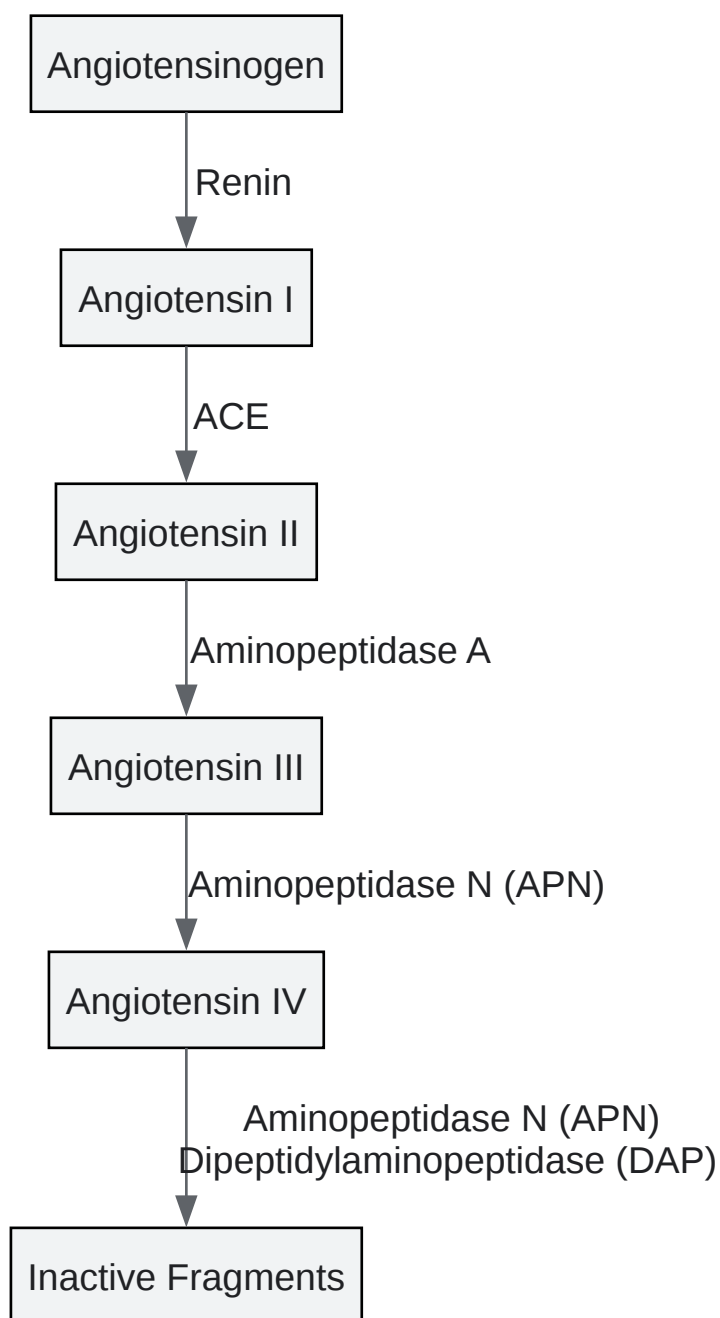 Angiotensinogen
Renin
Angiotensin I
ACE
Angiotensin II
Aminopeptidase A
Angiotensin III
Aminopeptidase N (APN)
Angiotensin IV
Aminopeptidase N (APN)
Dipeptidylaminopeptidase (DAP)
Inactive Fragments